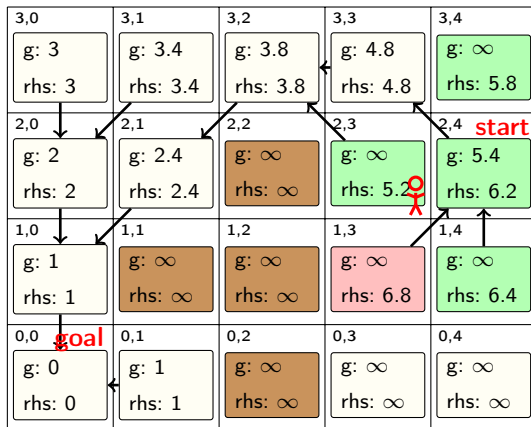 3,0 3,1 3,2 3,3 3,4
g: 3 g: 3.4 g: 3.8 g: 4.8 g: ∞
rhs: 3 rhs: 3.4 rhs: 3.8 rhs: 4.8 rhs: 5.8
2,0 2,1 2,2 2,3 2,4 start
g: 2 g: 2.4 g: ∞ g: ∞ g: 5.4
rhs: 2 rhs: 2.4 rhs: ∞ rhs: 5.2 rhs: 6.2
1,0 1,1 1,2 1,3 1,4
g: 1 g: ∞ g: ∞ g: ∞ g: ∞
rhs: 1 rhs: ∞ rhs: ∞ rhs: 6.8 rhs: 6.4
0,0 goal 0,1 0,2 0,3 0,4
g: 0 g: 1 g: ∞ g: ∞ g: ∞
rhs: 0 rhs: 1 rhs: ∞ rhs: ∞ rhs: ∞